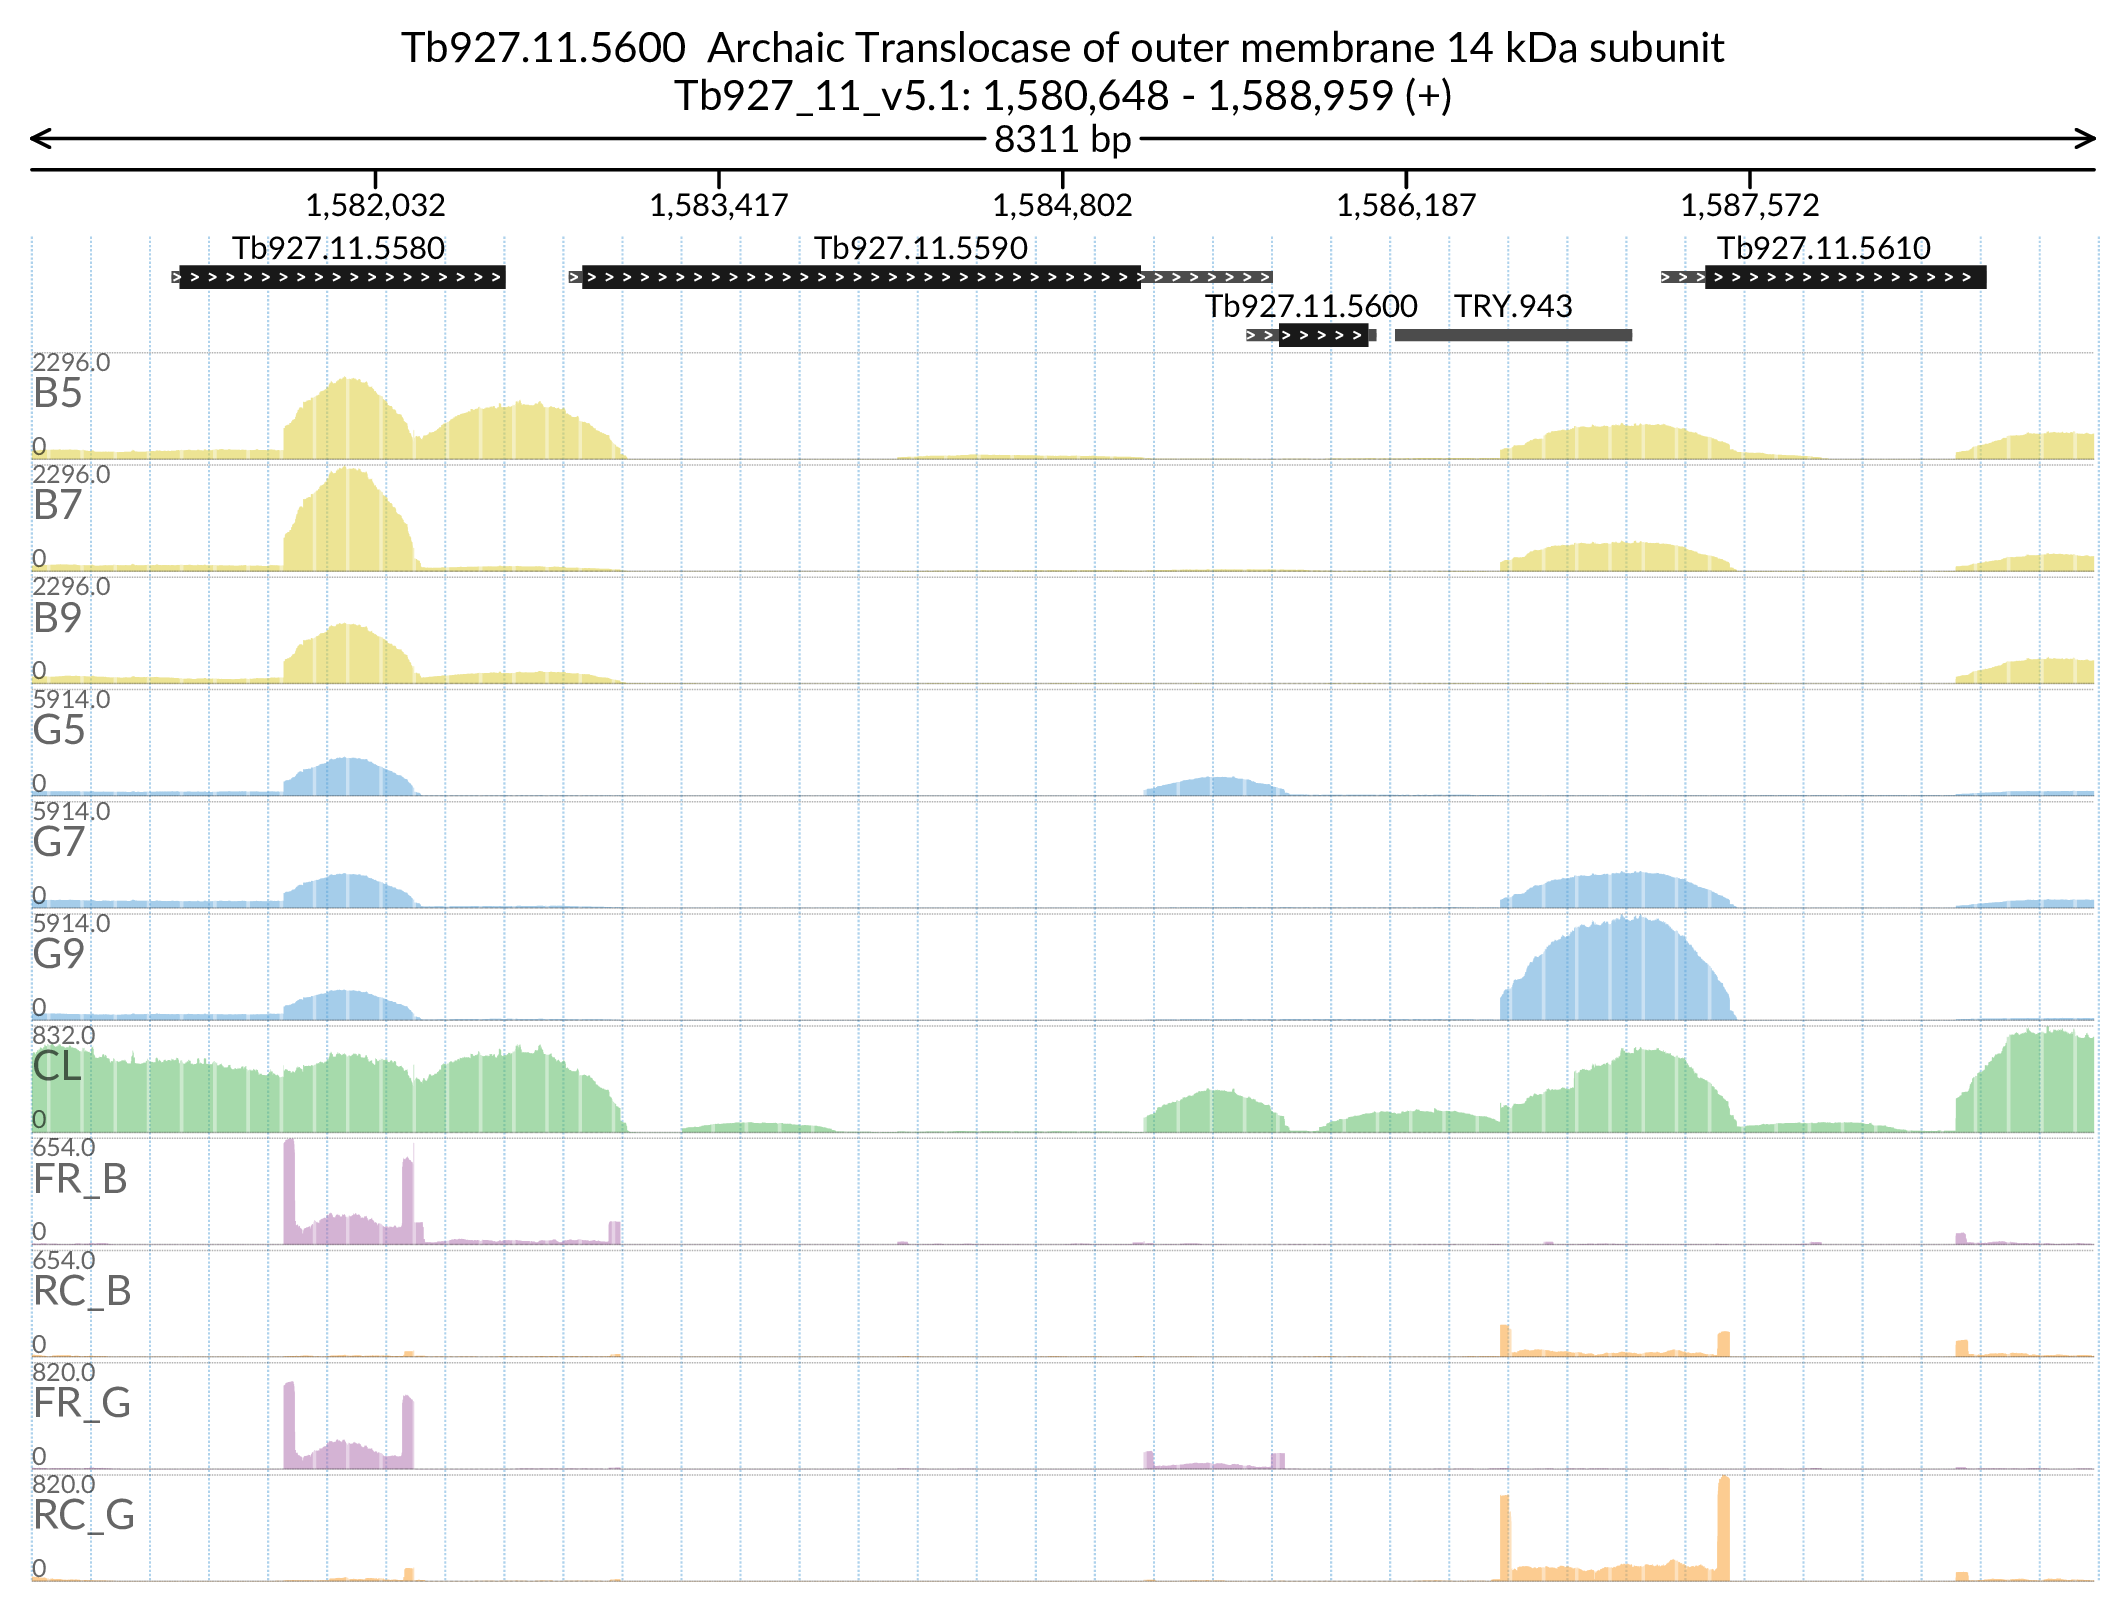 Tb927.11.5600  Archaic Translocase of outer membrane 14 kDa subunit
Tb927_11_v5.1: 1,580,648 - 1,588,959 (+)
8311 bp
1,582,032 1,583,417 1,584,802 1,586,187 1,587,572
Tb927.11.5580 Tb927.11.5590 Tb927.11.5610
Tb927.11.5600 TRY.943
2296.0
B5
0
2296.0
B7
0
2296.0
B9
0
5914.0
G5
0
5914.0
G7
0
5914.0
G9
0
832.0
CL
0
654.0
FR_B
0
654.0
RC_B
0
820.0
FR_G
0
820.0
RC_G
0